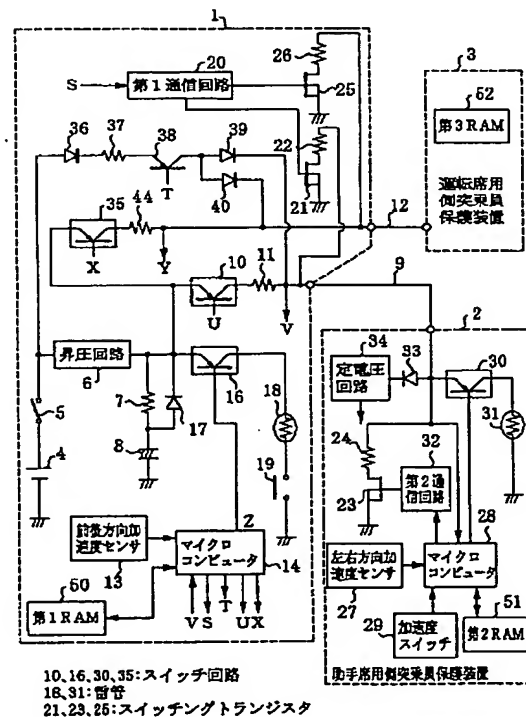 1
20
S
第1通信回路
26
25
36
37
38
39
22
T
40
21
3
52
第3RAM
運転席用
側突乗員
保護装置
35
44
12
X
Y
10
11
9
U
V
2
昇圧回路
6
16
18
34
定電圧
回路
33
30
31
5
7
17
24
32
4
8
19
23
第2通
信回路
28
Z
前後方向加
速度センサ
13
マイクロ
コンピュータ
14
左右方向加
速度センサ
27
マイクロ
コンピュータ
51
50
第1RAM
T
V S U X
29
加速度
スイッチ
第2RAM
助手席用側突乗員保護装置
10、16、30、35:スイッチ回路
18、31:雷管
21、23、25:スイッチングトランジスタ